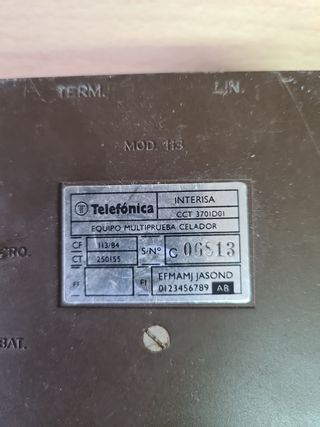 TERM. LIN.
MOD. 113
Telefónica INTERISA
CCT 3701D01
EQUIPO MULTIPRUEBA CELADOR
CF 113/84
CT 250155
S/Nº G 06813
FF FI EFMAMJ JASOND
0123456789 AB
BAT.